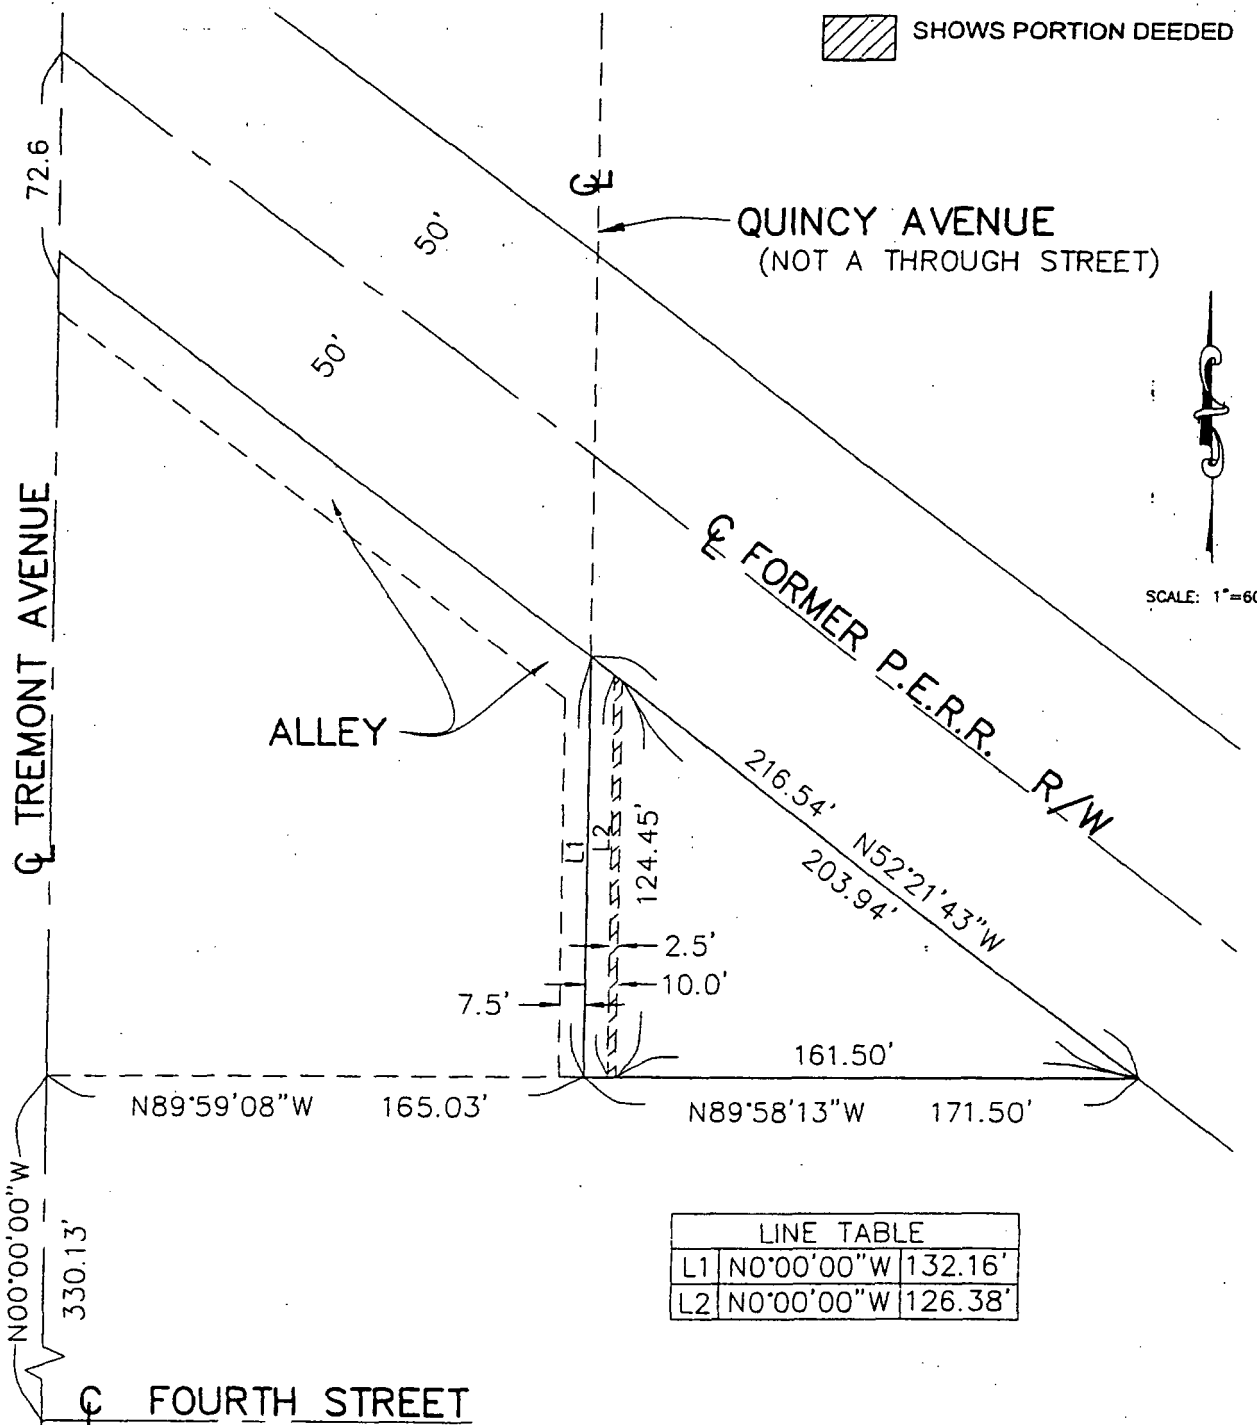 SHOWS PORTION DEEDED
72.6
℄
50'
QUINCY AVENUE
(NOT A THROUGH STREET)
50'
SCALE: 1"=60
℄ TREMONT AVENUE
℄ FORMER P.E.R.R. R/W
ALLEY
216.54' N52°21'43"W
203.94'
L1
L2
124.45'
2.5'
10.0'
7.5'
161.50'
N89°59'08"W 165.03'
N89°58'13"W 171.50'
N00°00'00"W
330.13'
LINE TABLE
L1 N0°00'00"W 132.16'
L2 N0°00'00"W 126.38'
℄ FOURTH STREET